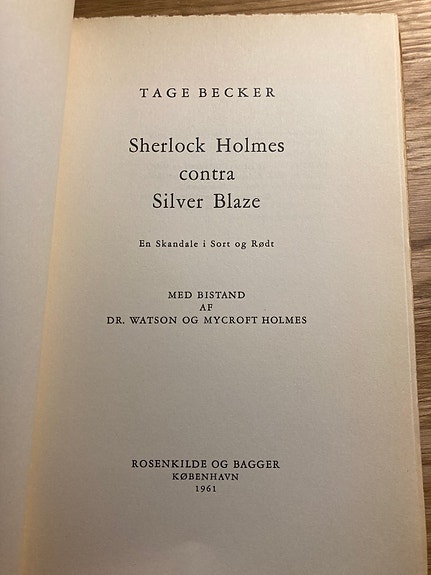 TAGE BECKER
Sherlock Holmes
contra
Silver Blaze
En Skandale i Sort og Rødt
MED BISTAND
AF
DR. WATSON OG MYCROFT HOLMES
ROSENKILDE OG BAGGER
KØBENHAVN
1961